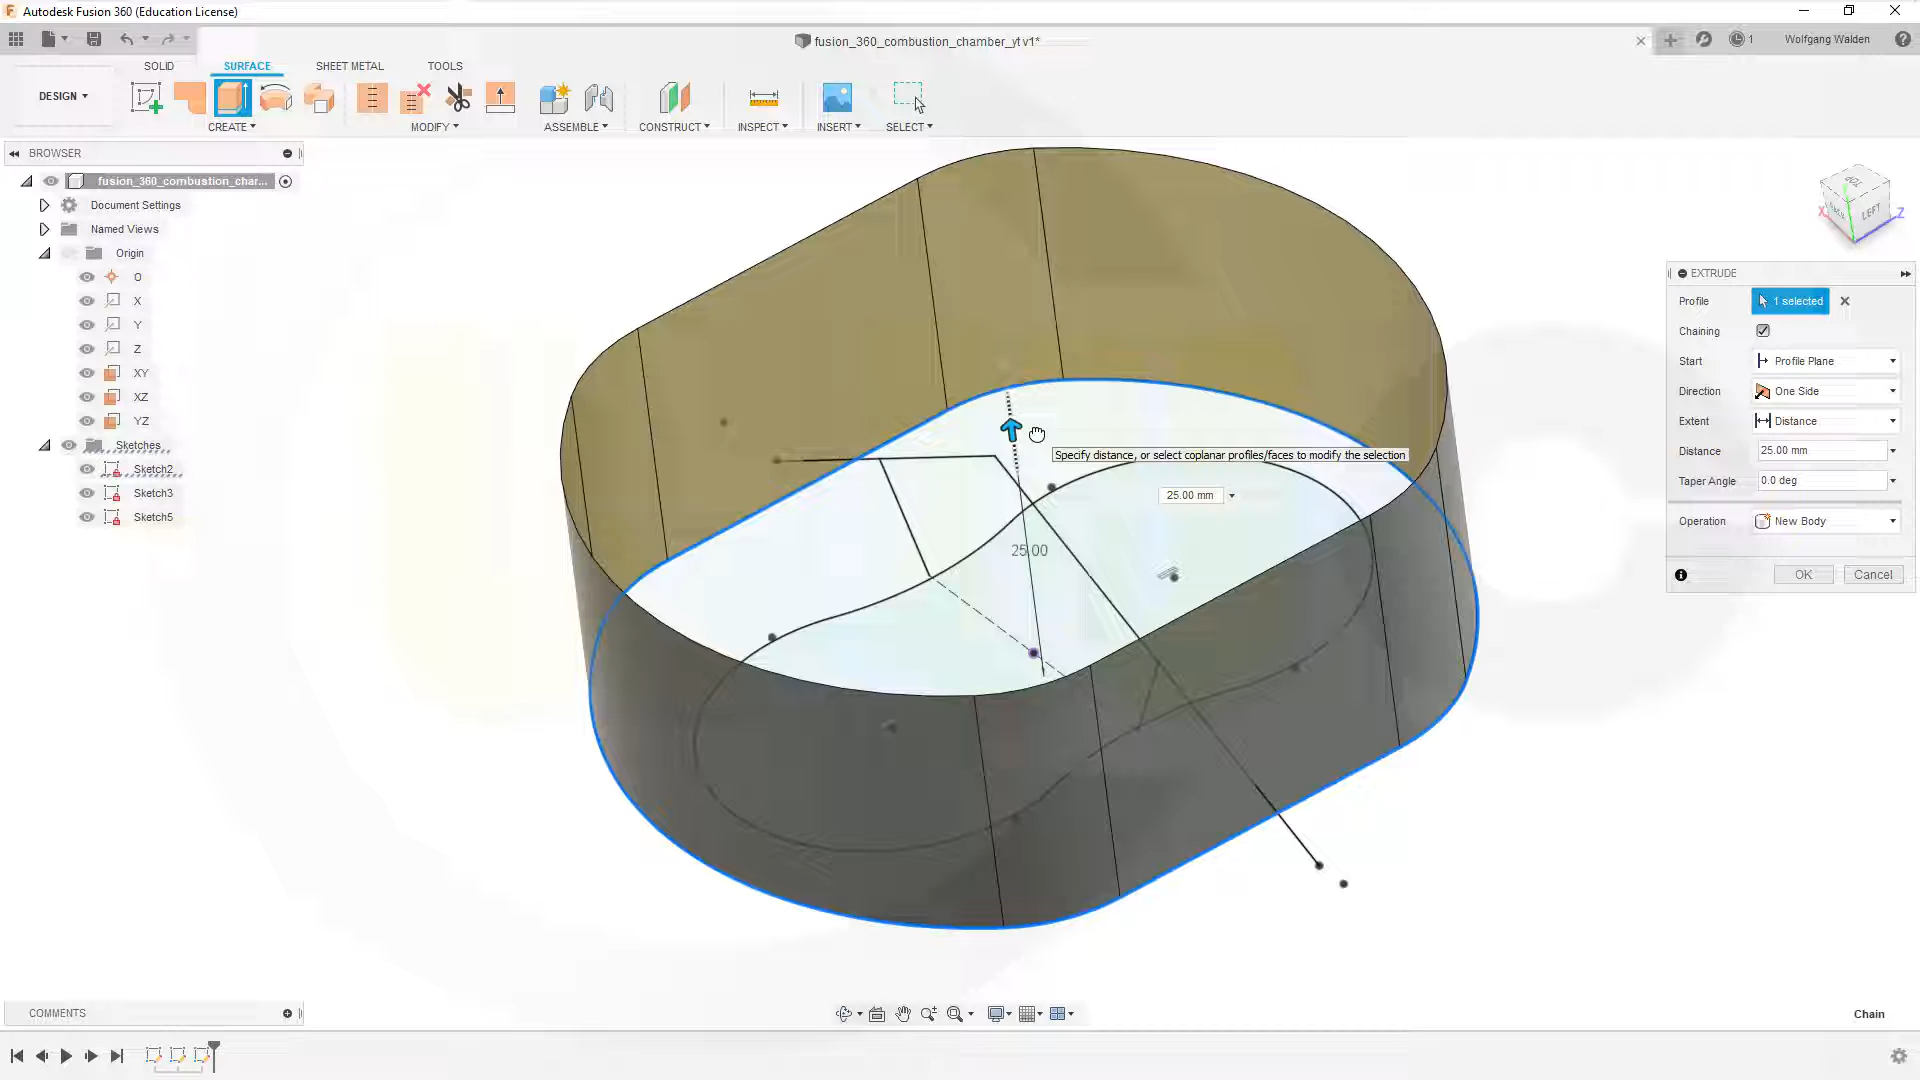 Autodesk Fusion 360 (Education License)
fusion_360_combustion_chamber_yt v1*
1
Wolfgang Walden
SOLID
SURFACE
SHEET METAL
TOOLS
DESIGN
CREATE
MODIFY
ASSEMBLE
CONSTRUCT
INSPECT
INSERT
SELECT
BROWSER
fusion_360_combustion_char...
Document Settings
Named Views
Origin
O
X
Y
Z
XY
XZ
YZ
Sketches
Sketch2
Sketch3
Sketch5
TOP
BACK
LEFT
X
Z
Specify distance, or select coplanar profiles/faces to modify the selection
25.00 mm
25.00
EXTRUDE
Profile
1 selected
Chaining
Start
Profile Plane
Direction
One Side
Extent
Distance
Distance
25.00 mm
Taper Angle
0.0 deg
Operation
New Body
OK
Cancel
COMMENTS
Chain